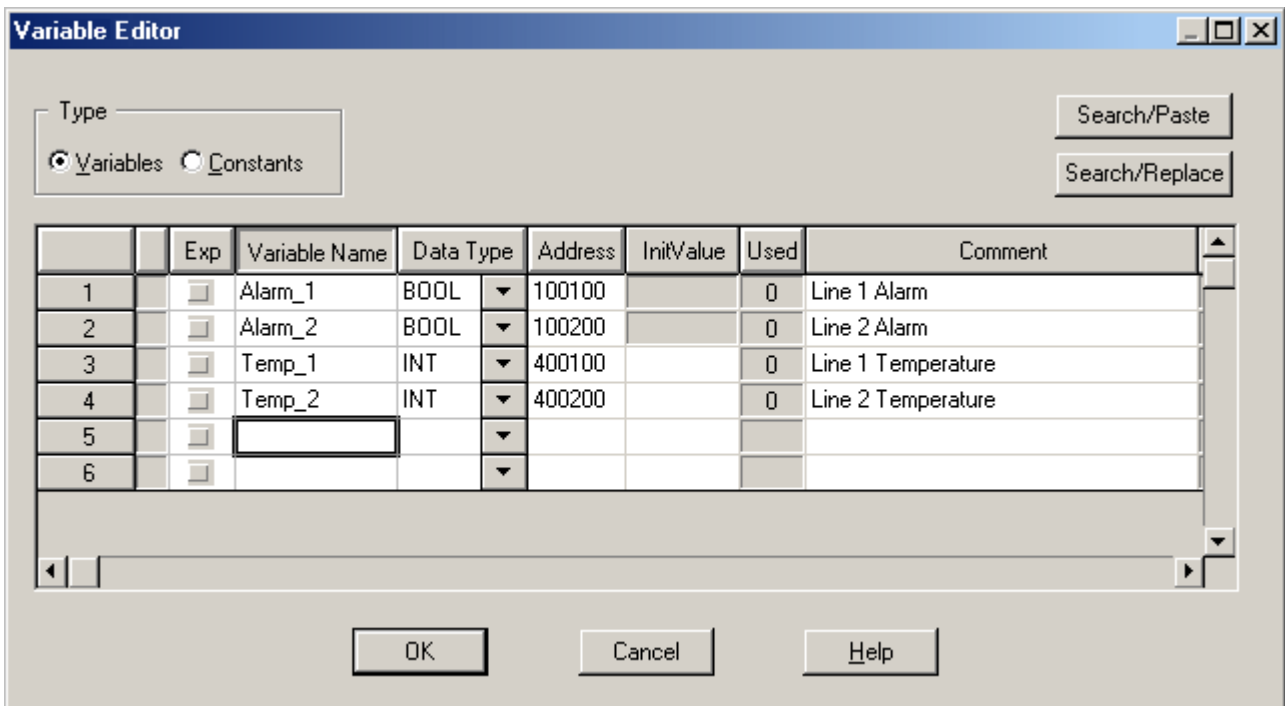 Variable Editor
Type
Variables Constants
Search/Paste
Search/Replace
Exp Variable Name Data Type Address InitValue Used Comment
1 Alarm_1 BOOL 100100 0 Line 1 Alarm
2 Alarm_2 BOOL 100200 0 Line 2 Alarm
3 Temp_1 INT 400100 0 Line 1 Temperature
4 Temp_2 INT 400200 0 Line 2 Temperature
5
6
OK Cancel Help